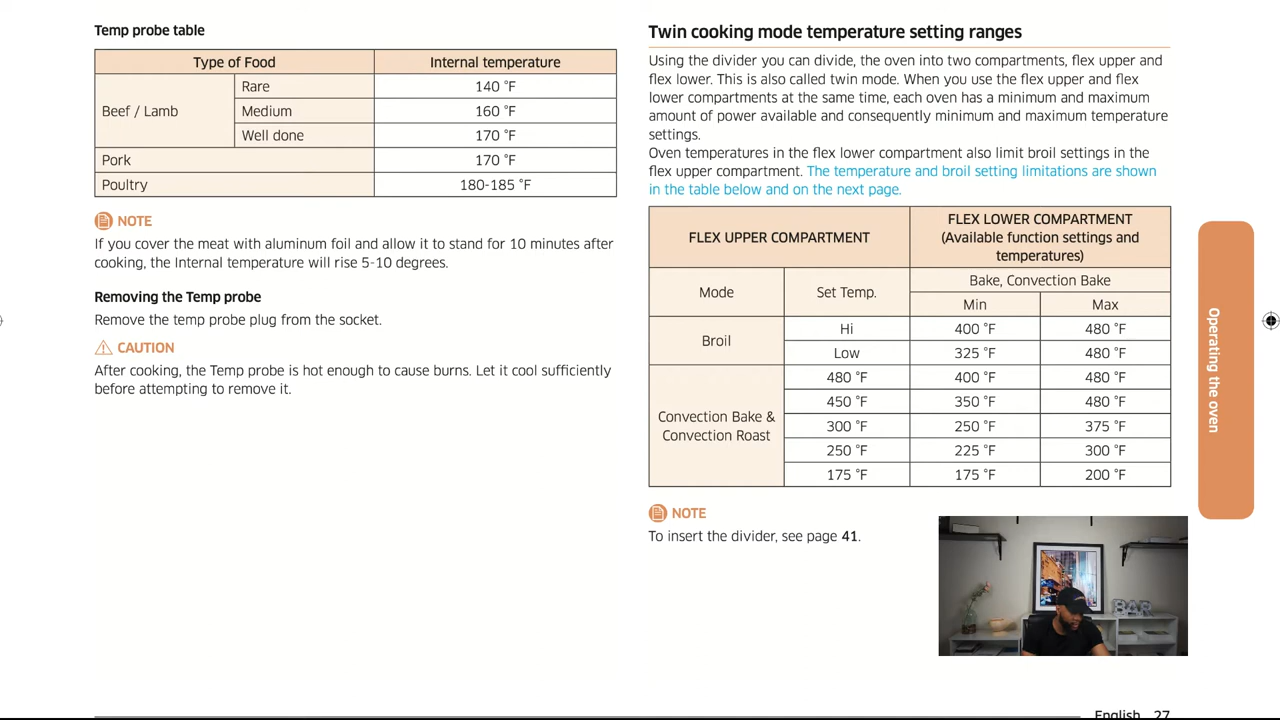 Temp probe table
Type of Food Internal temperature
Beef / Lamb Rare 140 °F
Medium 160 °F
Well done 170 °F
Pork 170 °F
Poultry 180-185 °F
NOTE
If you cover the meat with aluminum foil and allow it to stand for 10 minutes after
cooking, the Internal temperature will rise 5-10 degrees.
Removing the Temp probe
Remove the temp probe plug from the socket.
CAUTION
After cooking, the Temp probe is hot enough to cause burns. Let it cool sufficiently
before attempting to remove it.
Twin cooking mode temperature setting ranges
Using the divider you can divide, the oven into two compartments, flex upper and
flex lower. This is also called twin mode. When you use the flex upper and flex
lower compartments at the same time, each oven has a minimum and maximum
amount of power available and consequently minimum and maximum temperature
settings.
Oven temperatures in the flex lower compartment also limit broil settings in the
flex upper compartment. The temperature and broil setting limitations are shown
in the table below and on the next page.
FLEX UPPER COMPARTMENT
FLEX LOWER COMPARTMENT
(Available function settings and
temperatures)
Mode Set Temp. Bake, Convection Bake
Min Max
Broil Hi 400 °F 480 °F
Low 325 °F 480 °F
Convection Bake &
Convection Roast
480 °F 400 °F 480 °F
450 °F 350 °F 480 °F
300 °F 250 °F 375 °F
250 °F 225 °F 300 °F
175 °F 175 °F 200 °F
NOTE
To insert the divider, see page 41.
Operating the oven
English 27